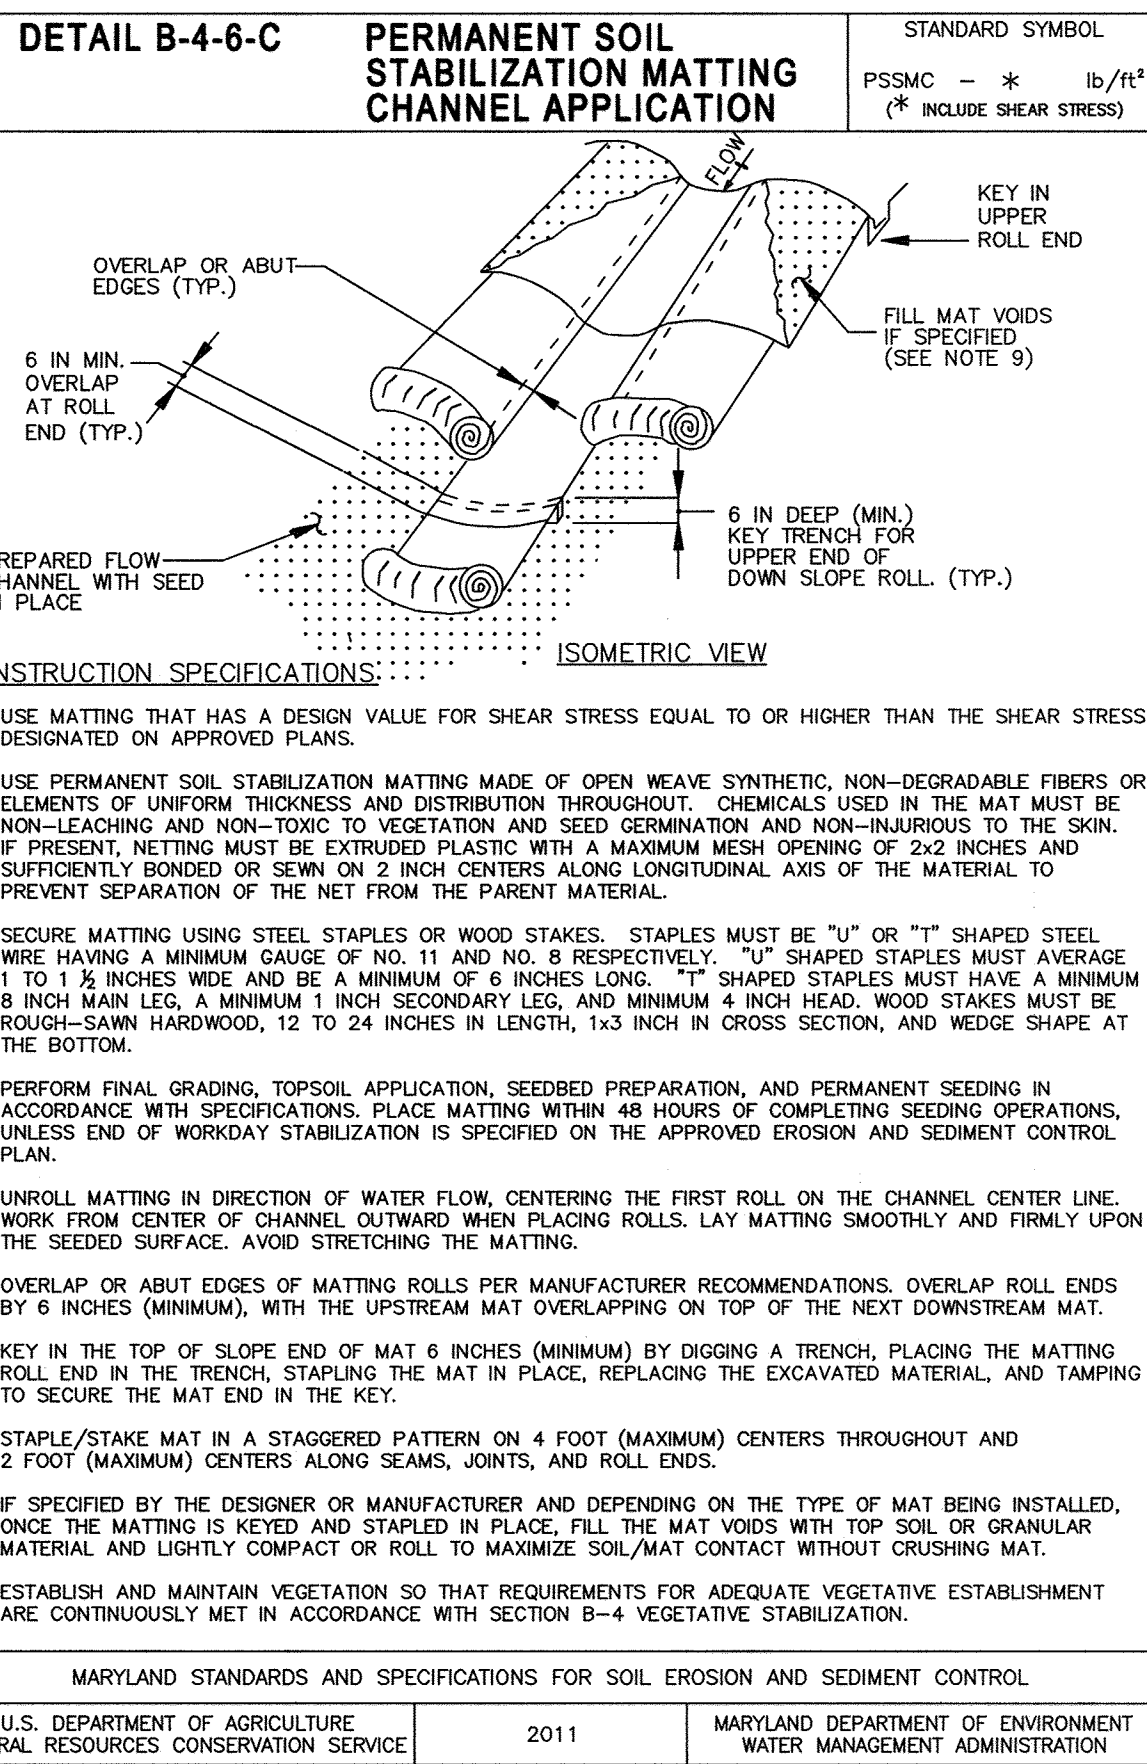 DETAIL B-4-6-C
PERMANENT SOIL
STABILIZATION MATTING
CHANNEL APPLICATION
STANDARD SYMBOL
PSSMC - * lb/ft²
(* INCLUDE SHEAR STRESS)
FLOW
KEY IN
UPPER
ROLL END
OVERLAP OR ABUT
EDGES (TYP.)
FILL MAT VOIDS
IF SPECIFIED
(SEE NOTE 9)
6 IN MIN.
OVERLAP
AT ROLL
END (TYP.)
6 IN DEEP (MIN.)
KEY TRENCH FOR
UPPER END OF
DOWN SLOPE ROLL. (TYP.)
REPARED FLOW
HANNEL WITH SEED
PLACE
ISOMETRIC VIEW
NSTRUCTION SPECIFICATIONS:
USE MATTING THAT HAS A DESIGN VALUE FOR SHEAR STRESS EQUAL TO OR HIGHER THAN THE SHEAR STRESS
DESIGNATED ON APPROVED PLANS.
USE PERMANENT SOIL STABILIZATION MATTING MADE OF OPEN WEAVE SYNTHETIC, NON-DEGRADABLE FIBERS OR
ELEMENTS OF UNIFORM THICKNESS AND DISTRIBUTION THROUGHOUT. CHEMICALS USED IN THE MAT MUST BE
NON-LEACHING AND NON-TOXIC TO VEGETATION AND SEED GERMINATION AND NON-INJURIOUS TO THE SKIN.
IF PRESENT, NETTING MUST BE EXTRUDED PLASTIC WITH A MAXIMUM MESH OPENING OF 2x2 INCHES AND
SUFFICIENTLY BONDED OR SEWN ON 2 INCH CENTERS ALONG LONGITUDINAL AXIS OF THE MATERIAL TO
PREVENT SEPARATION OF THE NET FROM THE PARENT MATERIAL.
SECURE MATTING USING STEEL STAPLES OR WOOD STAKES. STAPLES MUST BE "U" OR "T" SHAPED STEEL
WIRE HAVING A MINIMUM GAUGE OF NO. 11 AND NO. 8 RESPECTIVELY. "U" SHAPED STAPLES MUST AVERAGE
1 TO 1 ½ INCHES WIDE AND BE A MINIMUM OF 6 INCHES LONG. "T" SHAPED STAPLES MUST HAVE A MINIMUM
8 INCH MAIN LEG, A MINIMUM 1 INCH SECONDARY LEG, AND MINIMUM 4 INCH HEAD. WOOD STAKES MUST BE
ROUGH-SAWN HARDWOOD, 12 TO 24 INCHES IN LENGTH, 1x3 INCH IN CROSS SECTION, AND WEDGE SHAPE AT
THE BOTTOM.
PERFORM FINAL GRADING, TOPSOIL APPLICATION, SEEDBED PREPARATION, AND PERMANENT SEEDING IN
ACCORDANCE WITH SPECIFICATIONS. PLACE MATTING WITHIN 48 HOURS OF COMPLETING SEEDING OPERATIONS,
UNLESS END OF WORKDAY STABILIZATION IS SPECIFIED ON THE APPROVED EROSION AND SEDIMENT CONTROL
PLAN.
UNROLL MATTING IN DIRECTION OF WATER FLOW, CENTERING THE FIRST ROLL ON THE CHANNEL CENTER LINE.
WORK FROM CENTER OF CHANNEL OUTWARD WHEN PLACING ROLLS. LAY MATTING SMOOTHLY AND FIRMLY UPON
THE SEEDED SURFACE. AVOID STRETCHING THE MATTING.
OVERLAP OR ABUT EDGES OF MATTING ROLLS PER MANUFACTURER RECOMMENDATIONS. OVERLAP ROLL ENDS
BY 6 INCHES (MINIMUM), WITH THE UPSTREAM MAT OVERLAPPING ON TOP OF THE NEXT DOWNSTREAM MAT.
KEY IN THE TOP OF SLOPE END OF MAT 6 INCHES (MINIMUM) BY DIGGING A TRENCH, PLACING THE MATTING
ROLL END IN THE TRENCH, STAPLING THE MAT IN PLACE, REPLACING THE EXCAVATED MATERIAL, AND TAMPING
TO SECURE THE MAT END IN THE KEY.
STAPLE/STAKE MAT IN A STAGGERED PATTERN ON 4 FOOT (MAXIMUM) CENTERS THROUGHOUT AND
2 FOOT (MAXIMUM) CENTERS ALONG SEAMS, JOINTS, AND ROLL ENDS.
IF SPECIFIED BY THE DESIGNER OR MANUFACTURER AND DEPENDING ON THE TYPE OF MAT BEING INSTALLED,
ONCE THE MATTING IS KEYED AND STAPLED IN PLACE, FILL THE MAT VOIDS WITH TOP SOIL OR GRANULAR
MATERIAL AND LIGHTLY COMPACT OR ROLL TO MAXIMIZE SOIL/MAT CONTACT WITHOUT CRUSHING MAT.
ESTABLISH AND MAINTAIN VEGETATION SO THAT REQUIREMENTS FOR ADEQUATE VEGETATIVE ESTABLISHMENT
ARE CONTINUOUSLY MET IN ACCORDANCE WITH SECTION B-4 VEGETATIVE STABILIZATION.
MARYLAND STANDARDS AND SPECIFICATIONS FOR SOIL EROSION AND SEDIMENT CONTROL
U.S. DEPARTMENT OF AGRICULTURE
RAL RESOURCES CONSERVATION SERVICE
2011
MARYLAND DEPARTMENT OF ENVIRONMENT
WATER MANAGEMENT ADMINISTRATION